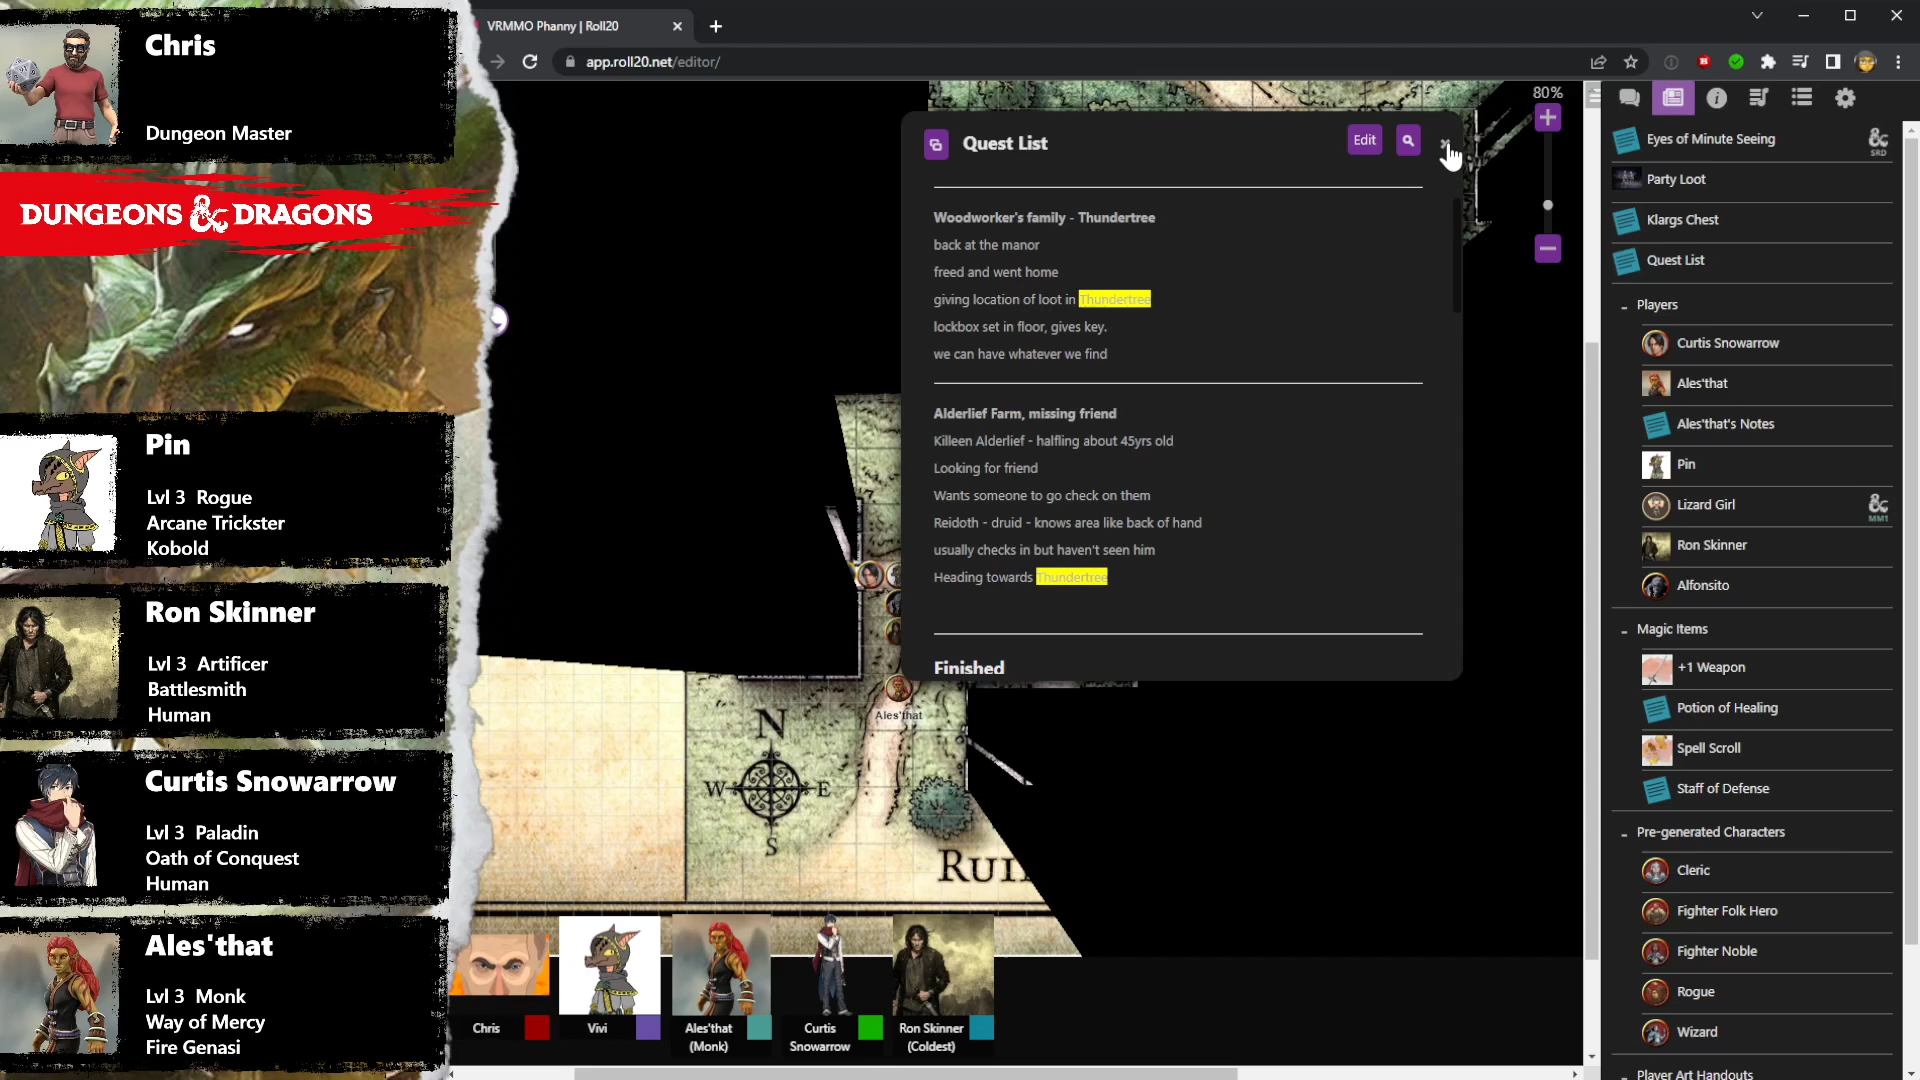 Chris
Dungeon Master
DUNGEONS & DRAGONS
Pin
Lvl 3 Rogue
Arcane Trickster
Kobold
Ron Skinner
Lvl 3 Artificer
Battlesmith
Human
Curtis Snowarrow
Lvl 3 Paladin
Oath of Conquest
Human
Ales'that
Lvl 3 Monk
Way of Mercy
Fire Genasi
VRMMO Phanny | Roll20
app.roll20.net/editor/
80%
Quest List
Edit
Woodworker's family - Thundertree
back at the manor
freed and went home
giving location of loot in Thundertree
lockbox set in floor, gives key.
we can have whatever we find
Alderlief Farm, missing friend
Killeen Alderlief - halfling about 45yrs old
Looking for friend
Wants someone to go check on them
Reidoth - druid - knows area like back of hand
usually checks in but haven't seen him
Heading towards Thundertree
Finished
Ales'that
N
W E
S
Chris
Vivi
Ales'that
(Monk)
Curtis
Snowarrow
Ron Skinner
(Coldest)
Eyes of Minute Seeing
& SRD
Party Loot
Klargs Chest
Quest List
Players
Curtis Snowarrow
Ales'that
Ales'that's Notes
Pin
Lizard Girl
& MM1
Ron Skinner
Alfonsito
Magic Items
+1 Weapon
Potion of Healing
Spell Scroll
Staff of Defense
Pre-generated Characters
Cleric
Fighter Folk Hero
Fighter Noble
Rogue
Wizard
Player Art Handouts